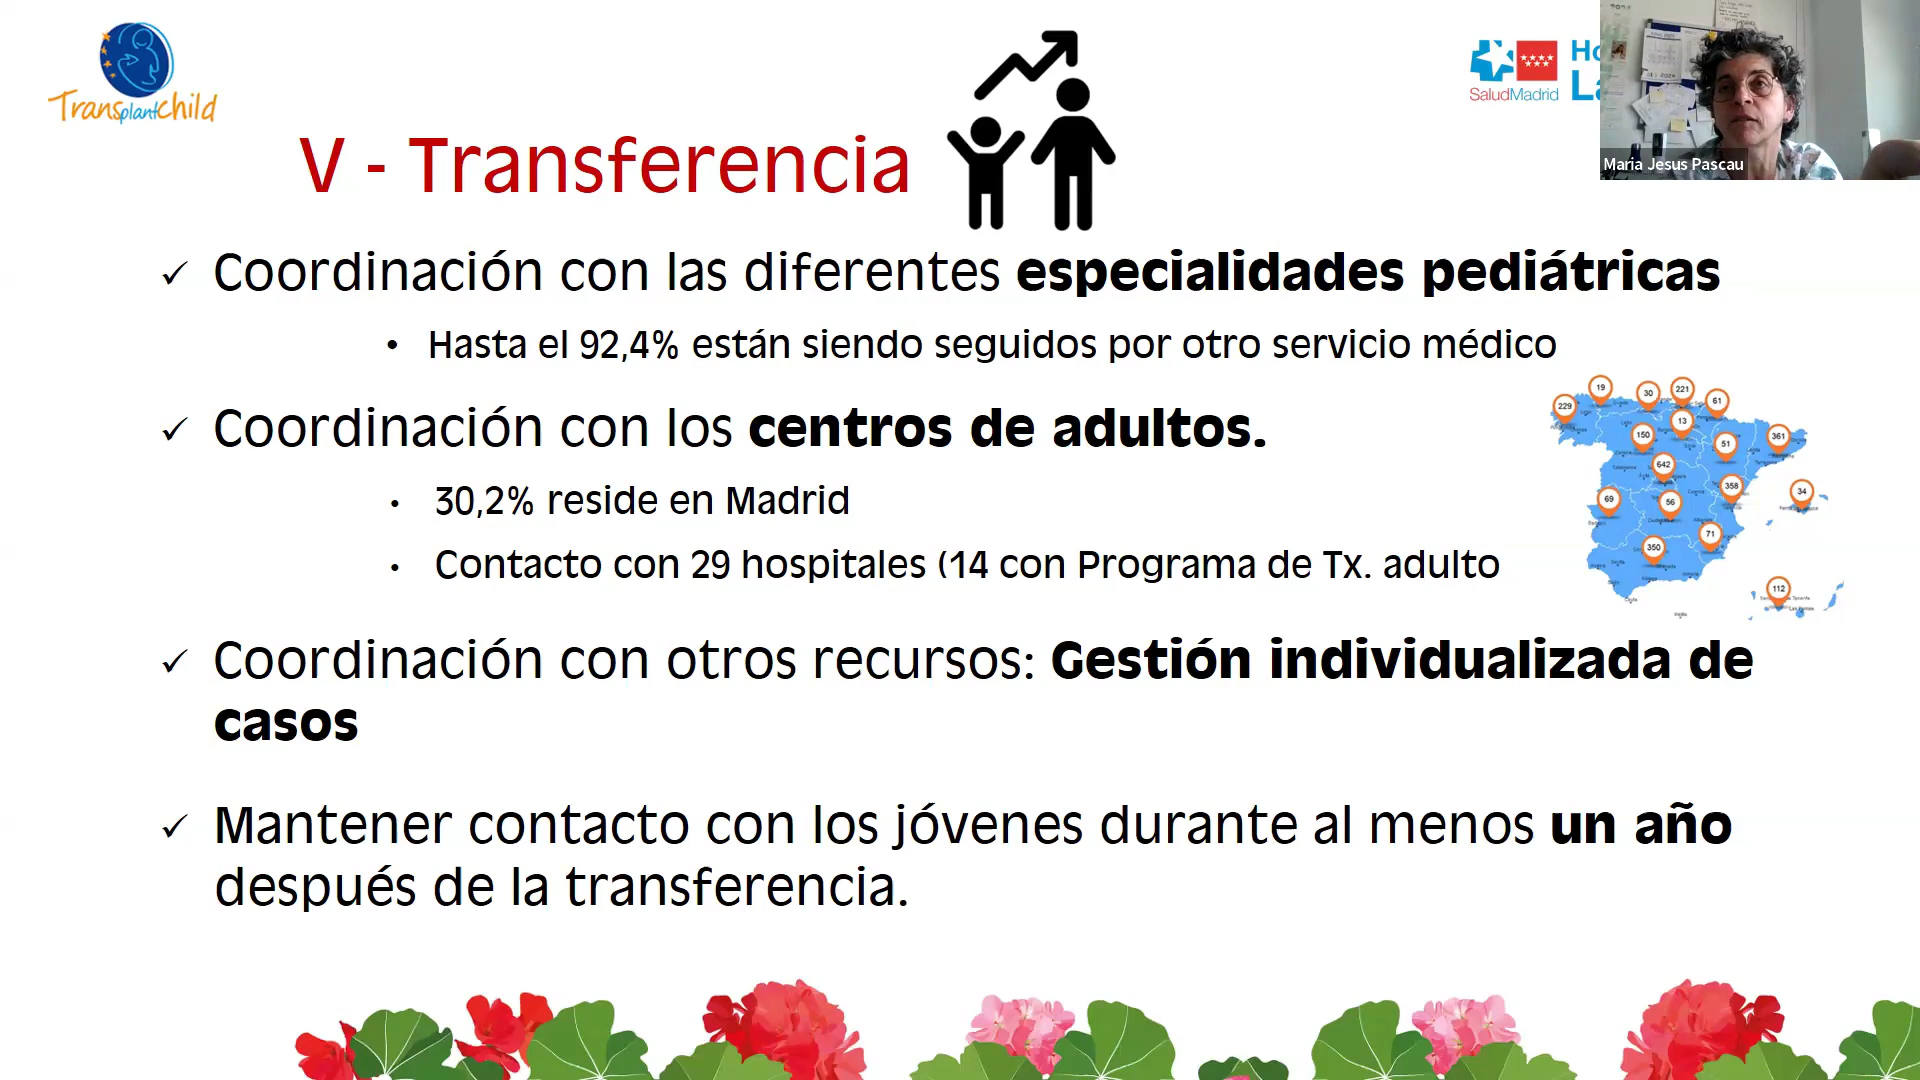 Transplantchild
SaludMadrid
Maria Jesus Pascau
V - Transferencia
✓ Coordinación con las diferentes especialidades pediátricas
• Hasta el 92,4% están siendo seguidos por otro servicio médico
✓ Coordinación con los centros de adultos.
• 30,2% reside en Madrid
• Contacto con 29 hospitales (14 con Programa de Tx. adulto
19
30
221
61
229
13
150
51
361
642
358
34
69
56
71
350
112
✓ Coordinación con otros recursos: Gestión individualizada de
casos
✓ Mantener contacto con los jóvenes durante al menos un año
después de la transferencia.